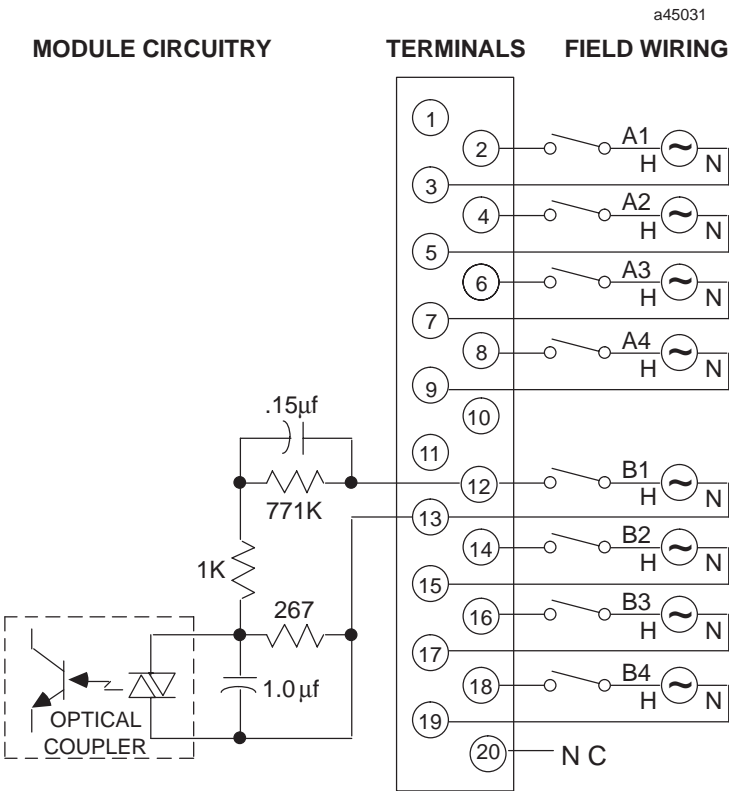 a45031
MODULE CIRCUITRY TERMINALS FIELD WIRING
1
2 A1 H ~ N
3
4 A2 H ~ N
5
6 A3 H ~ N
7
8 A4 H ~ N
9
10
.15µf
11
12 B1 H ~ N
771K
13
14 B2 H ~ N
1K
15
267
16 B3 H ~ N
17
1.0 µf
18 B4 H ~ N
OPTICAL
COUPLER
19
20 N C